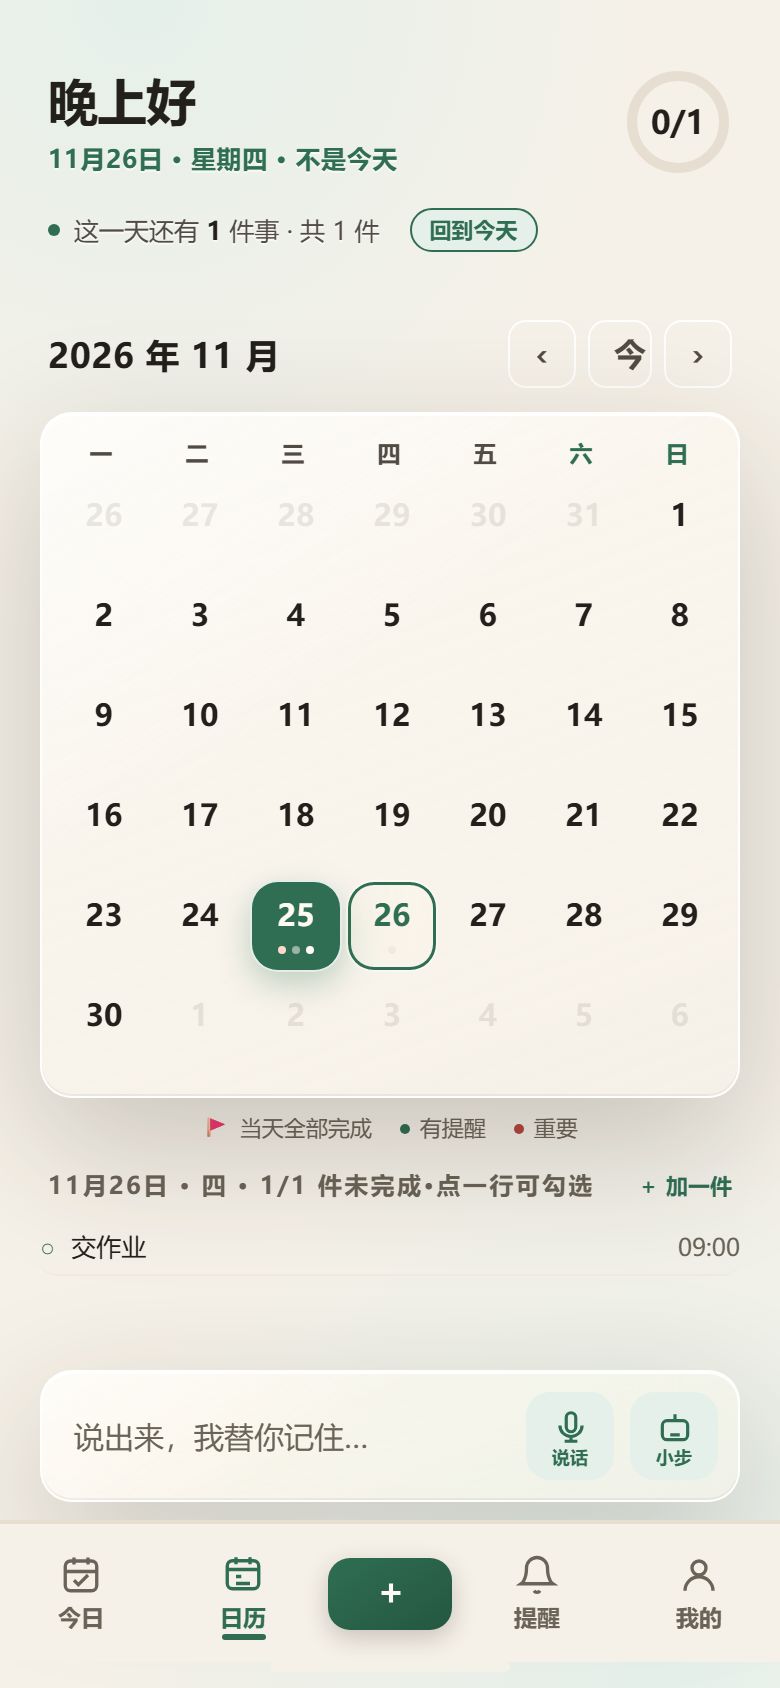 晚上好
0/1
11月26日 • 星期四 • 不是今天
这一天还有 1 件事 · 共 1 件
回到今天
2026 年 11 月
‹ 今 ›
一 二 三 四 五 六 日
26 27 28 29 30 31 1
2 3 4 5 6 7 8
9 10 11 12 13 14 15
16 17 18 19 20 21 22
23 24 25 26 27 28 29
30 1 2 3 4 5 6
当天全部完成 有提醒 重要
11月26日 • 四 • 1/1 件未完成•点一行可勾选 + 加一件
交作业 09:00
说出来，我替你记住... 说话 小步
今日 日历 + 提醒 我的